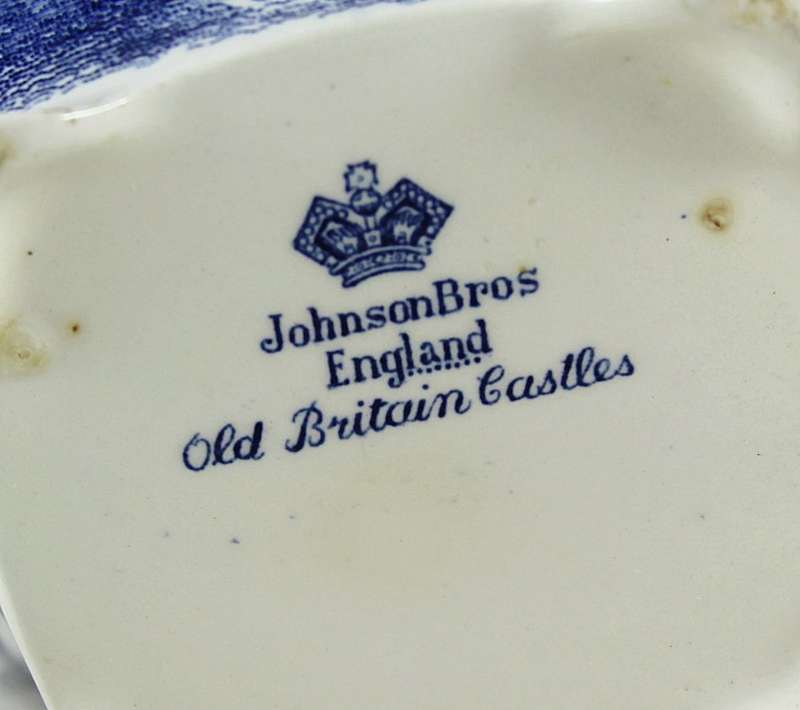 JohnsonBros
England
Old Britain Castles